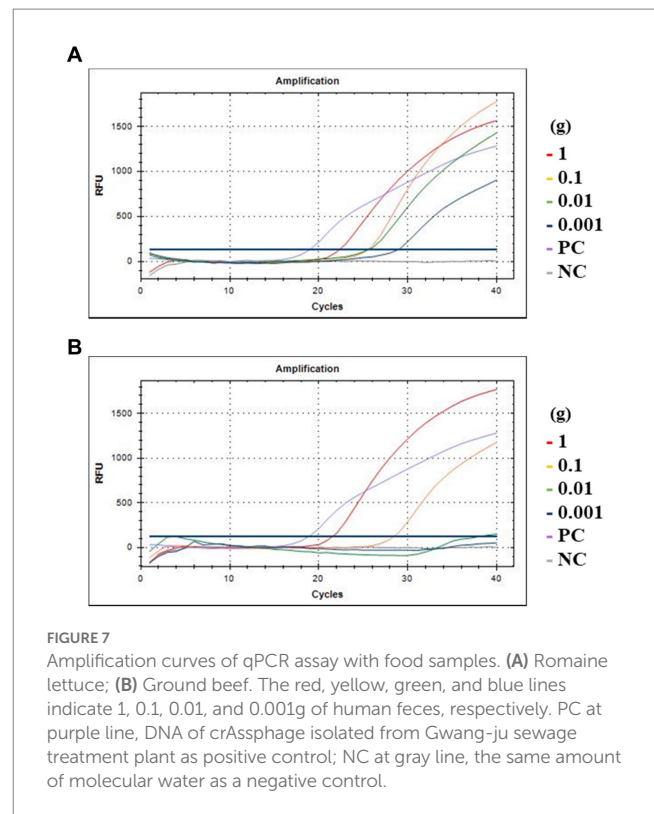 A
Amplification
RFU
1500
1000
500
0
0 10 20 30 40
Cycles
(g)
1
0.1
0.01
0.001
PC
NC
B
Amplification
RFU
1500
1000
500
0
0 10 20 30 40
Cycles
(g)
1
0.1
0.01
0.001
PC
NC
FIGURE 7
Amplification curves of qPCR assay with food samples. (A) Romaine
lettuce; (B) Ground beef. The red, yellow, green, and blue lines
indicate 1, 0.1, 0.01, and 0.001g of human feces, respectively. PC at
purple line, DNA of crAssphage isolated from Gwang-ju sewage
treatment plant as positive control; NC at gray line, the same amount
of molecular water as a negative control.